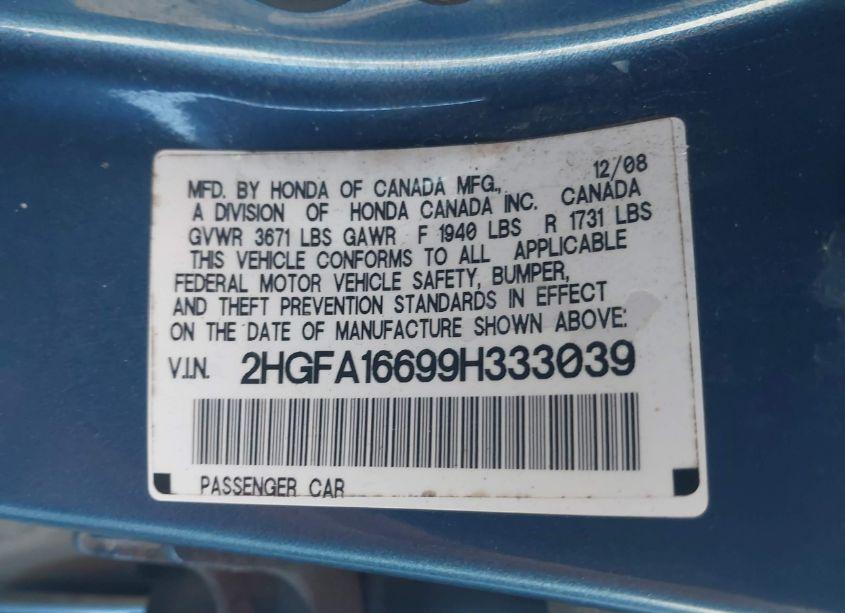 12/08
MFD. BY HONDA OF CANADA MFG.,
A DIVISION OF HONDA CANADA INC. CANADA
GVWR 3671 LBS GAWR F 1940 LBS R 1731 LBS
THIS VEHICLE CONFORMS TO ALL APPLICABLE
FEDERAL MOTOR VEHICLE SAFETY, BUMPER,
AND THEFT PREVENTION STANDARDS IN EFFECT
ON THE DATE OF MANUFACTURE SHOWN ABOVE:
V.I.N. 2HGFA16699H333039
PASSENGER CAR